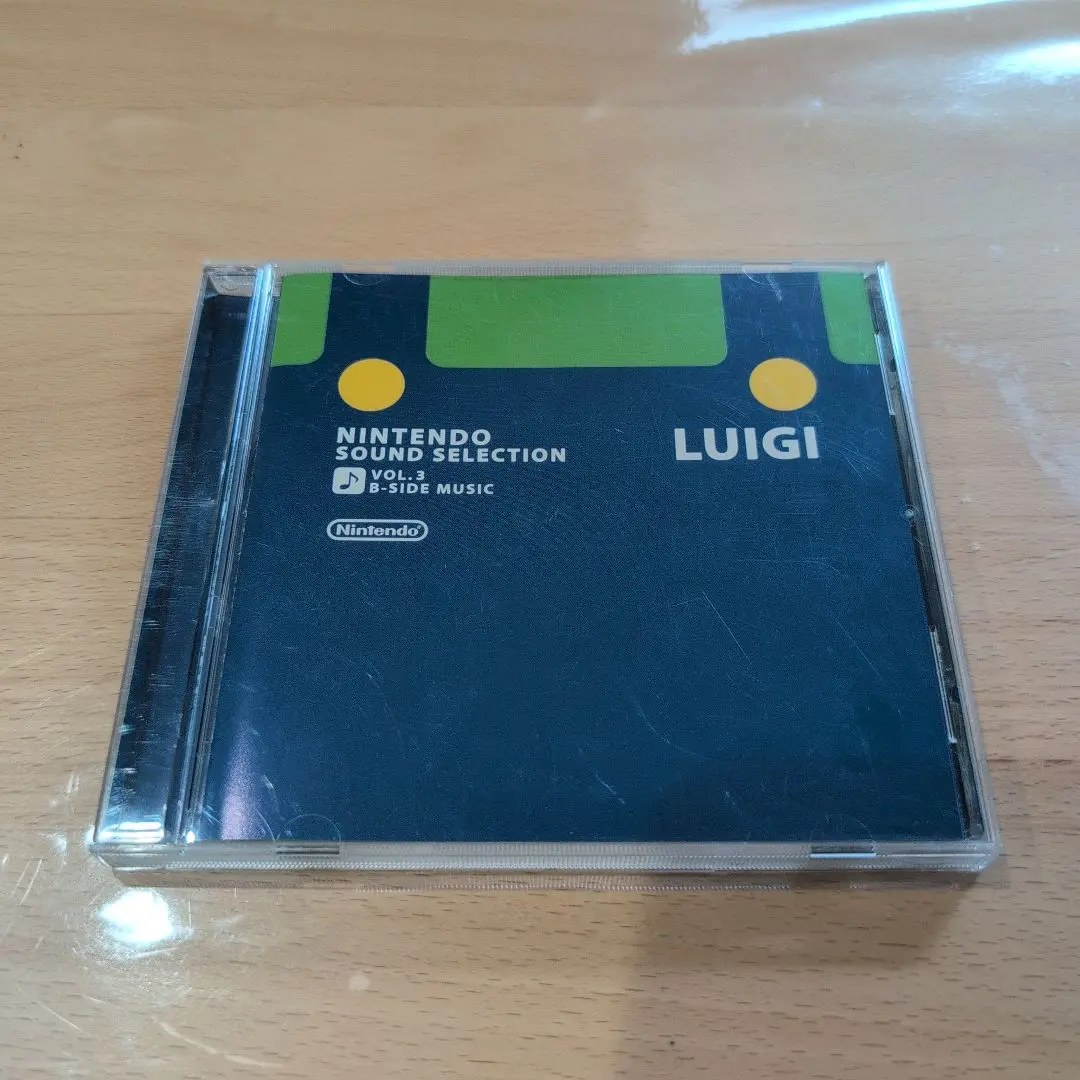 NINTENDO
SOUND SELECTION
VOL.3
B-SIDE MUSIC
Nintendo
LUIGI